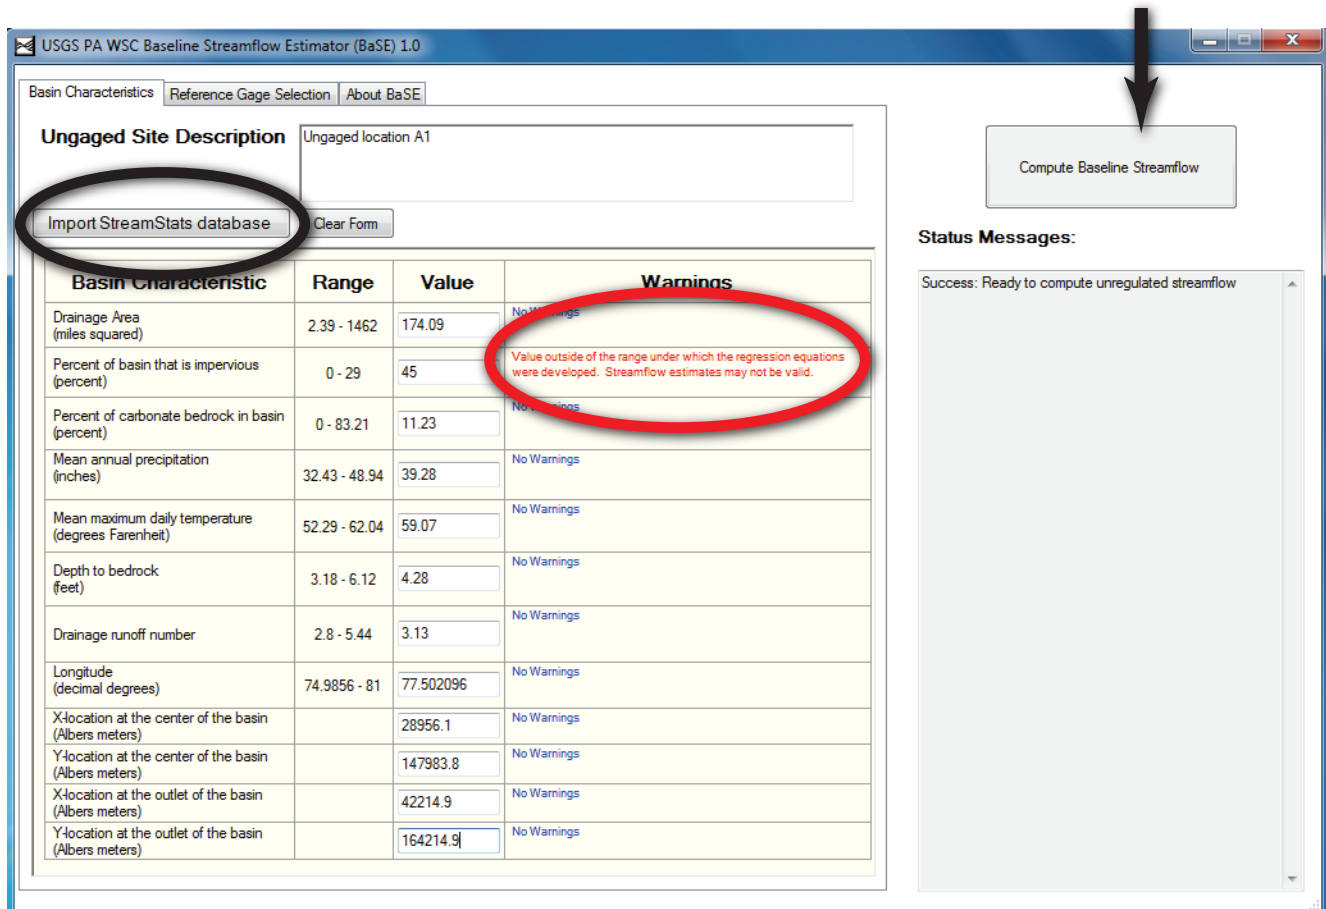 USGS PA WSC Baseline Streamflow Estimator (BaSE) 1.0
Basin Characteristics Reference Gage Selection About BaSE
Ungaged Site Description Ungaged location A1
Compute Baseline Streamflow
Import StreamStats database Clear Form
Status Messages:
Success: Ready to compute unregulated streamflow
Basin Characteristic Range Value Warnings
Drainage Area
(miles squared)
2.39 - 1462
174.09
No Warnings
Percent of basin that is impervious
(percent)
0 - 29
45
Value outside of the range under which the regression equations
were developed. Streamflow estimates may not be valid.
Percent of carbonate bedrock in basin
(percent)
0 - 83.21
11.23
No Warnings
Mean annual precipitation
(inches)
32.43 - 48.94
39.28
No Warnings
Mean maximum daily temperature
(degrees Farenheit)
52.29 - 62.04
59.07
No Warnings
Depth to bedrock
(feet)
3.18 - 6.12
4.28
No Warnings
Drainage runoff number
2.8 - 5.44
3.13
No Warnings
Longitude
(decimal degrees)
74.9856 - 81
77.502096
No Warnings
X-location at the center of the basin
(Albers meters)
28956.1
No Warnings
Y-location at the center of the basin
(Albers meters)
147983.8
No Warnings
X-location at the outlet of the basin
(Albers meters)
42214.9
No Warnings
Y-location at the outlet of the basin
(Albers meters)
164214.9
No Warnings